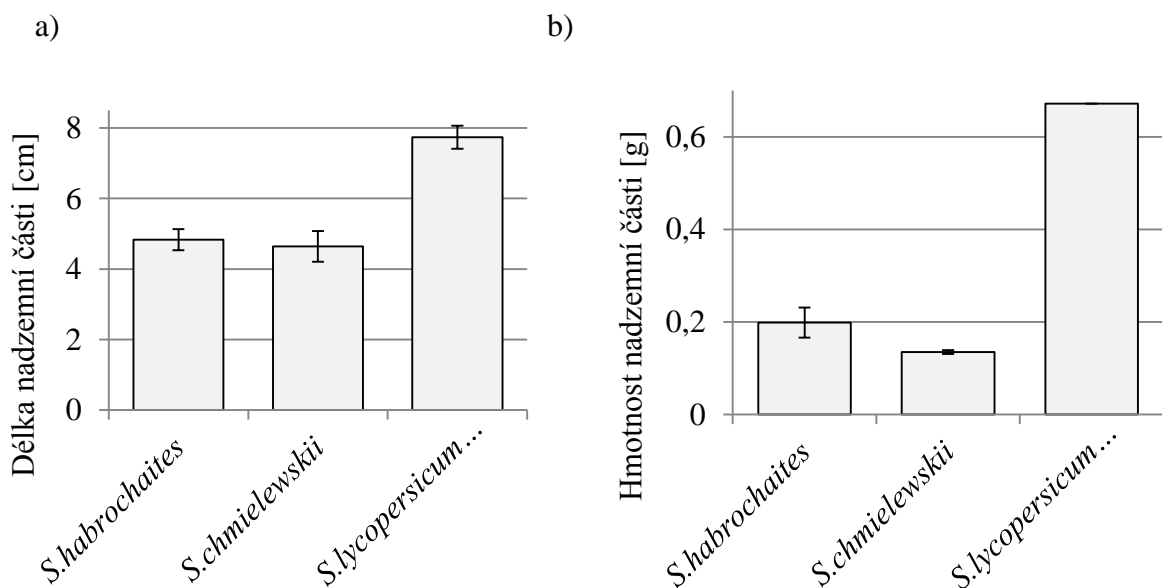 a)
Délka nadzemní části [cm]
8
6
4
2
0
S.habrochaites
S.chmielewskii
S.lycopersicum...
b)
Hmotnost nadzemní části [g]
0,6
0,4
0,2
0
S.habrochaites
S.chmielewskii
S.lycopersicum...